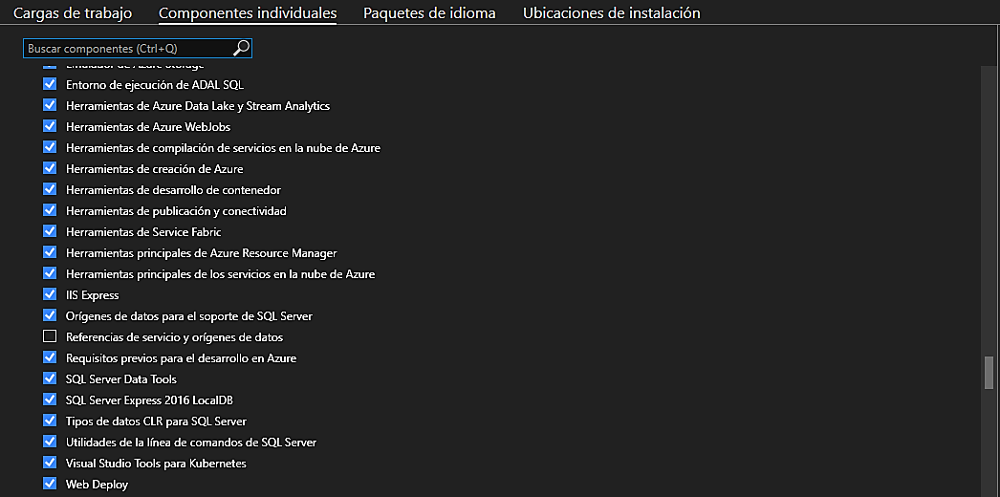 Cargas de trabajo Componentes individuales Paquetes de idioma Ubicaciones de instalación
Buscar componentes (Ctrl+Q)
Emulador de Azure Storage
Entorno de ejecución de ADAL SQL
Herramientas de Azure Data Lake y Stream Analytics
Herramientas de Azure WebJobs
Herramientas de compilación de servicios en la nube de Azure
Herramientas de creación de Azure
Herramientas de desarrollo de contenedor
Herramientas de publicación y conectividad
Herramientas de Service Fabric
Herramientas principales de Azure Resource Manager
Herramientas principales de los servicios en la nube de Azure
IIS Express
Orígenes de datos para el soporte de SQL Server
Referencias de servicio y orígenes de datos
Requisitos previos para el desarrollo en Azure
SQL Server Data Tools
SQL Server Express 2016 LocalDB
Tipos de datos CLR para SQL Server
Utilidades de la línea de comandos de SQL Server
Visual Studio Tools para Kubernetes
Web Deploy